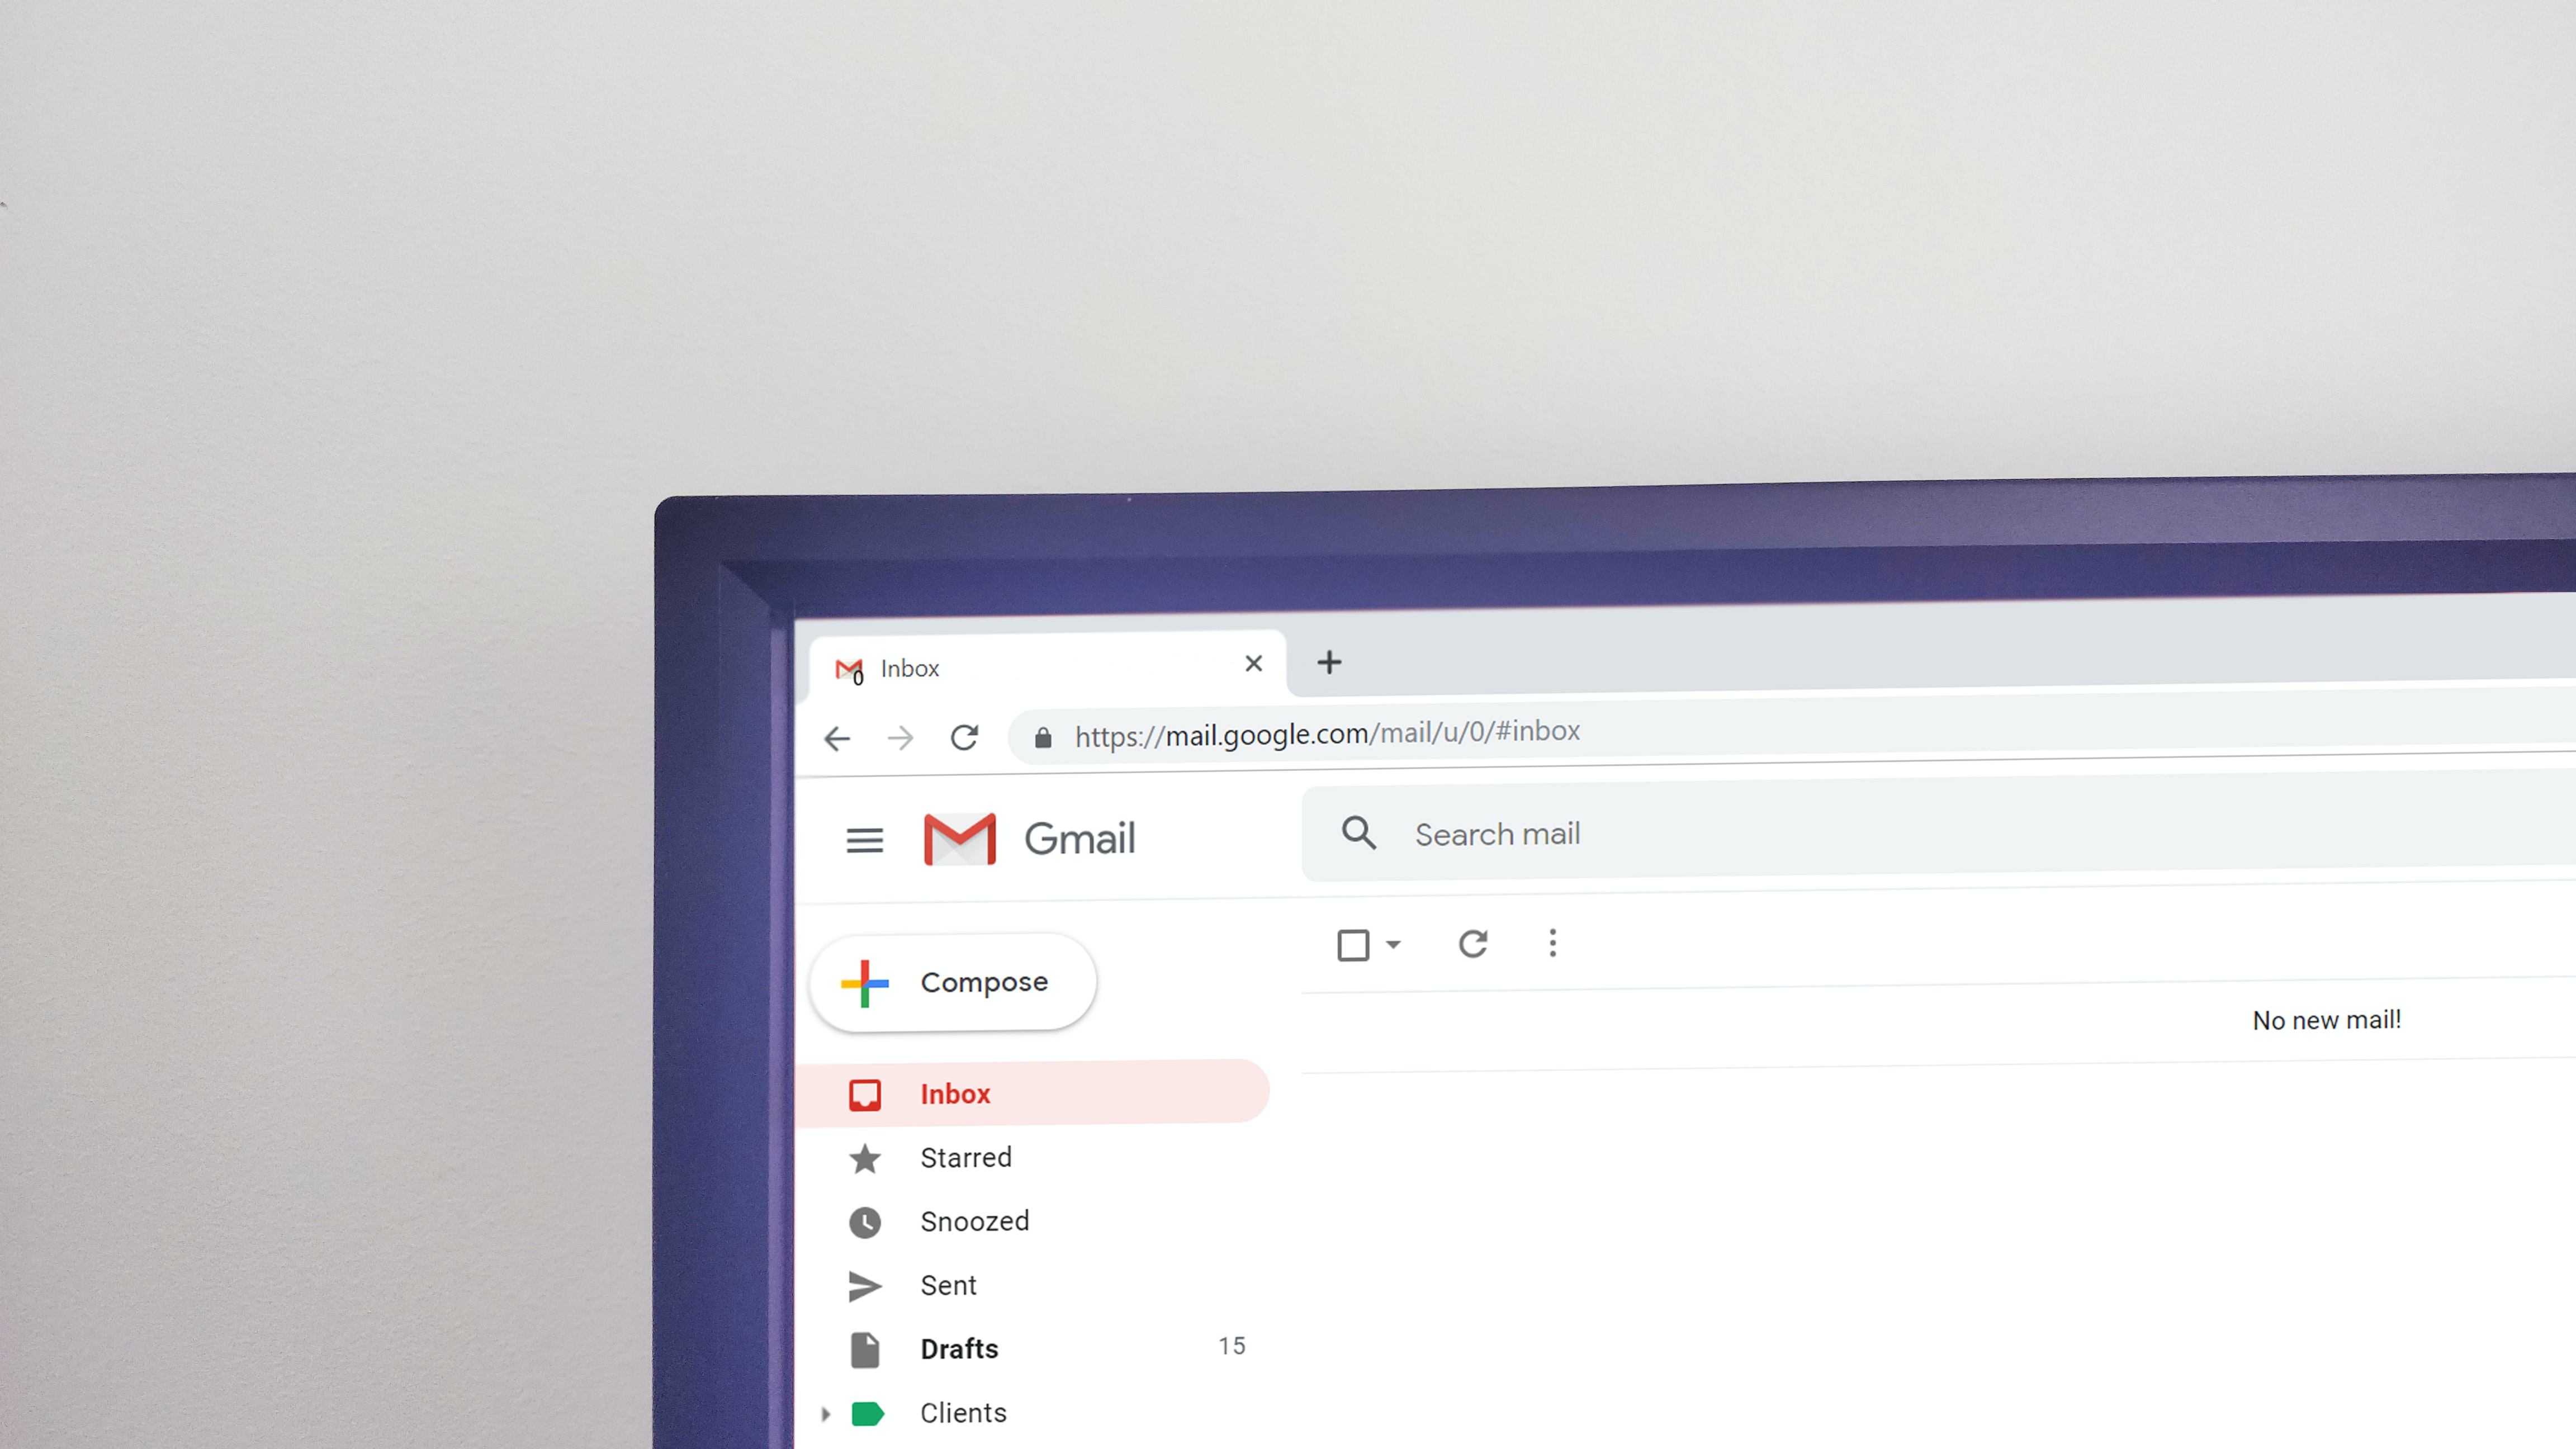 0 Inbox
https://mail.google.com/mail/u/0/#inbox
Gmail Search mail
Compose
No new mail!
Inbox
Starred
Snoozed
Sent
Drafts 15
Clients